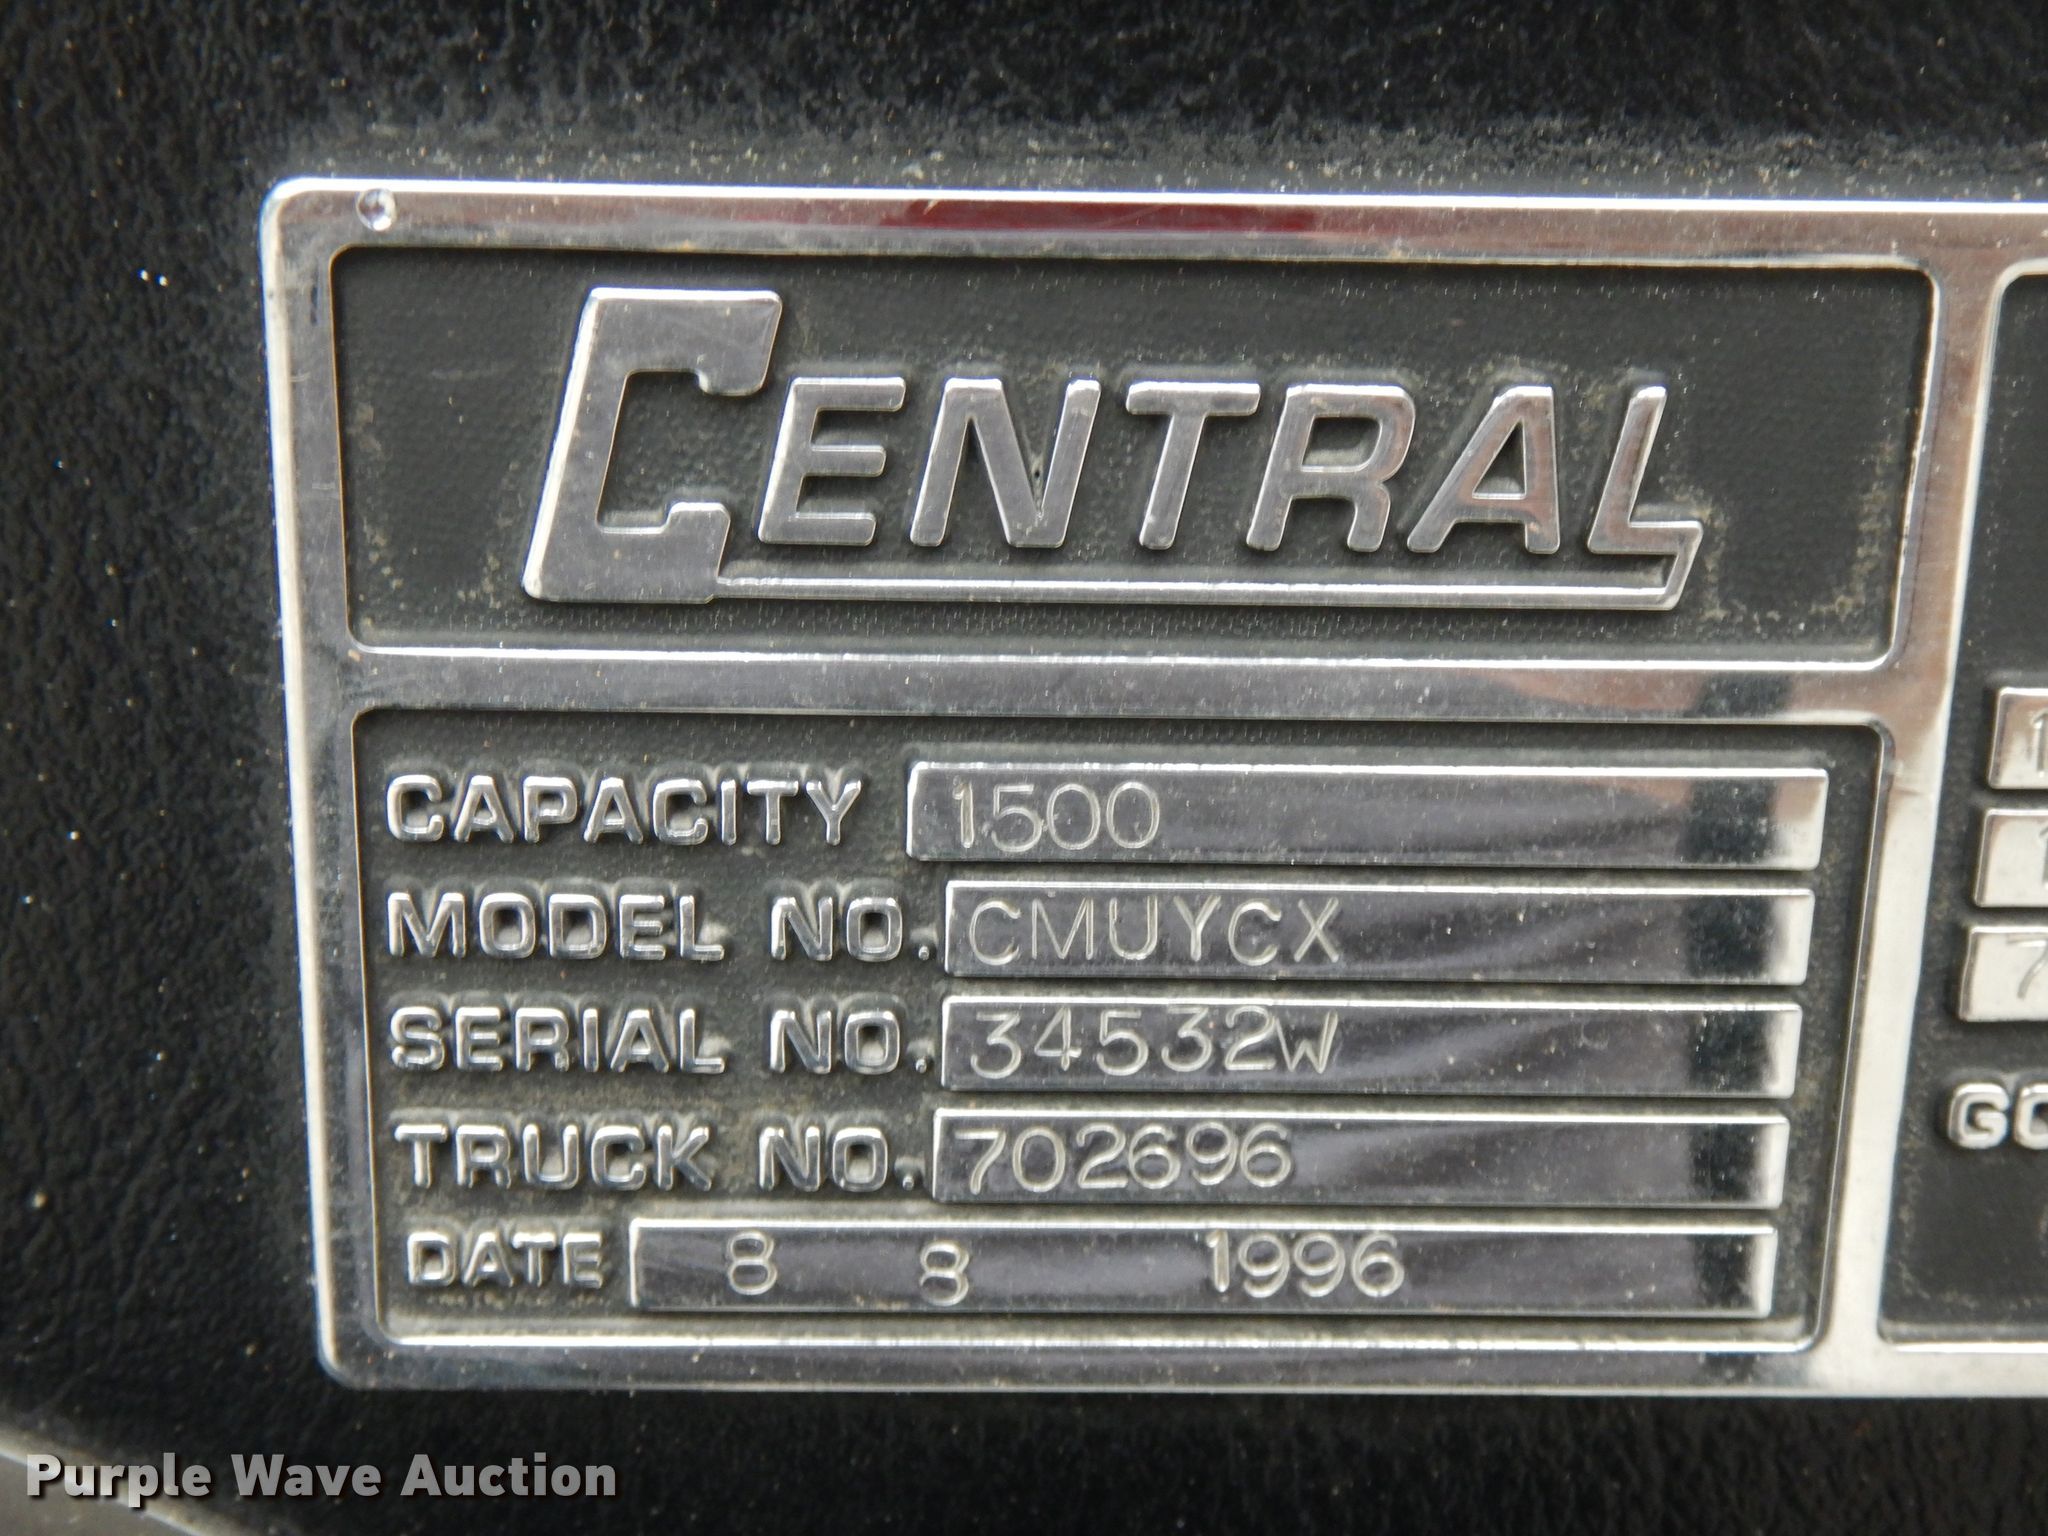 CENTRAL
CAPACITY 1500
MODEL NO. CMUYCX
SERIAL NO. 34532W
TRUCK NO. 702696
DATE 8 8 1996
Purple Wave Auction